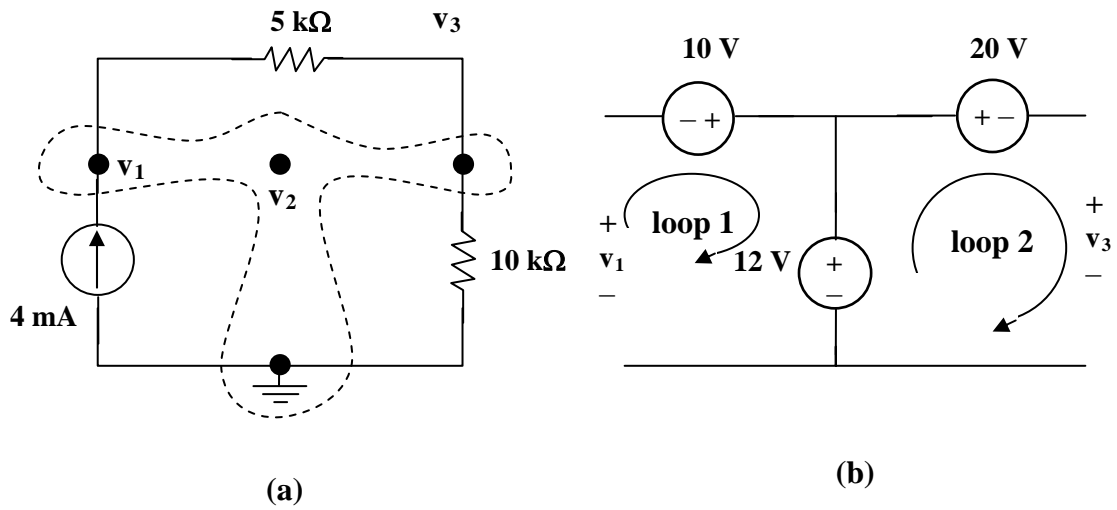 5 kΩ
v₃
v₁
v₂
10 kΩ
4 mA
(a)
10 V
20 V
– +
+ –
+
v₁
–
loop 1
12 V
+
–
loop 2
+
v₃
–
(b)